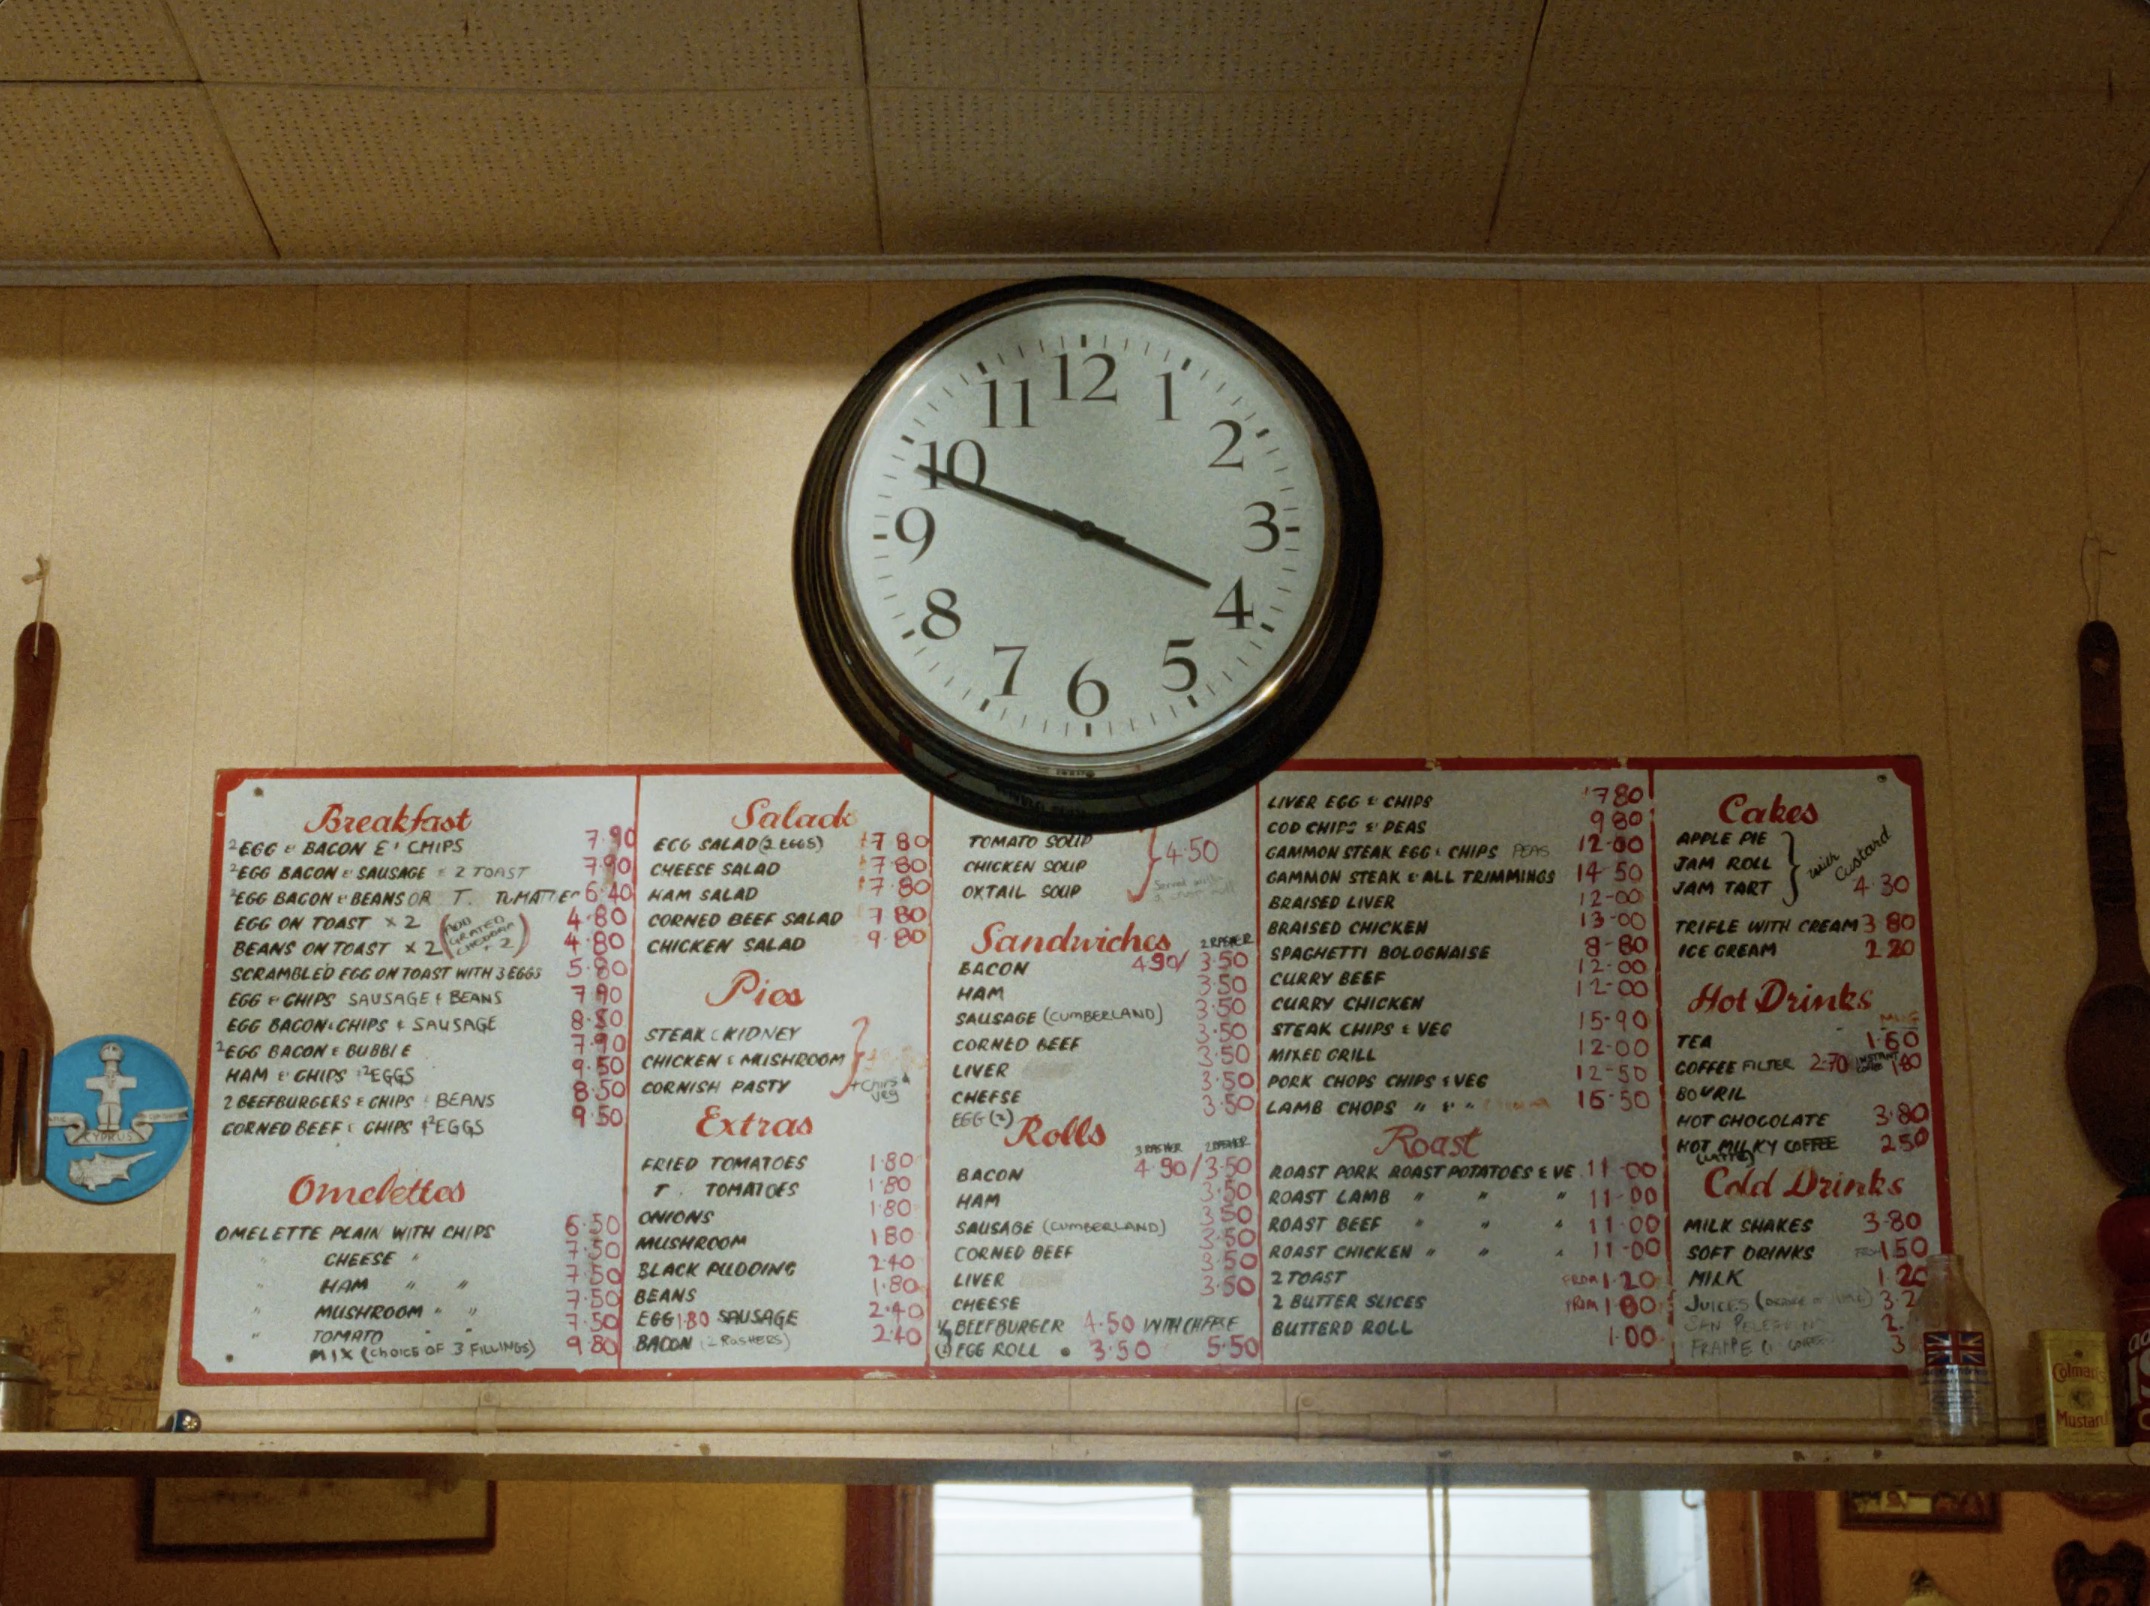 12
1
2
3
4
5
6
7
8
9
10
11
Breakfast
2 EGG & BACON & CHIPS 7.90
2 EGG BACON & SAUSAGE & 2 TOAST 7.90
2 EGG BACON & BEANS OR T. TOMATOES 6.40
EGG ON TOAST x 2 4.80
BEANS ON TOAST x 2 4.80
(ADD GRATED CHEDDAR + 2)
SCRAMBLED EGG ON TOAST WITH 3 EGGS 5.80
EGG & CHIPS SAUSAGE & BEANS 7.90
EGG BACON & CHIPS & SAUSAGE 8.50
2 EGG BACON & BUBBLE 7.90
HAM & CHIPS 2 EGGS 9.50
2 BEEFBURGERS & CHIPS & BEANS 8.50
CORNED BEEF & CHIPS + 2 EGGS 9.50
Omelettes
OMELETTE PLAIN WITH CHIPS 6.50
" CHEESE " 7.50
" HAM " " 7.50
" MUSHROOM " " 7.50
" TOMATO " " 7.50
MIX (CHOICE OF 3 FILLINGS) 9.80
Salads
EGG SALAD (2 EGGS) 7 80
CHEESE SALAD 7 80
HAM SALAD 7 80
CORNED BEEF SALAD 7 80
CHICKEN SALAD 9 80
Pies
STEAK & KIDNEY
CHICKEN & MUSHROOM
CORNISH PASTY
+ CHIPS & VEG
Extras
FRIED TOMATOES 1.80
T. TOMATOES 1.80
ONIONS 1.80
MUSHROOM 1 80
BLACK PUDDING 2.40
BEANS 1.80
EGG 1.80 SAUSAGE 2.40
BACON (2 RASHERS) 2.40
TOMATO SOUP
CHICKEN SOUP
OXTAIL SOUP
4.50
Served with a
Sandwiches
2 RASHER
BACON 4.90/ 3.50
HAM 3.50
SAUSAGE (CUMBERLAND) 3.50
CORNED BEEF 3.50
LIVER 3.50
CHEESE 3.50
EGG (2) 3.50
Rolls
3 RASHER 2 RASHER
BACON 4.90/3.50
HAM 3.50
SAUSAGE (CUMBERLAND) 3.50
CORNED BEEF 3.50
LIVER 3.50
CHEESE 3.50
1/4 BEEFBURGER 4.50 WITH CHEESE 5.50
EGG ROLL • 3.50
LIVER EGG & CHIPS 7 80
COD CHIPS & PEAS 9 80
GAMMON STEAK EGG & CHIPS PEAS 12-00
GAMMON STEAK & ALL TRIMMINGS 14-50
BRAISED LIVER 12-00
BRAISED CHICKEN 13-00
SPAGHETTI BOLOGNAISE 8-80
CURRY BEEF 12-00
CURRY CHICKEN 12-00
STEAK CHIPS & VEG 15-90
MIXED GRILL 12-00
PORK CHOPS CHIPS & VEG 12-50
LAMB CHOPS " & " 16-50
Roast
ROAST PORK ROAST POTATOES & VE 11-00
ROAST LAMB " " " 11-00
ROAST BEEF " " " 11-00
ROAST CHICKEN " " " 11-00
2 TOAST FROM 1-20
2 BUTTER SLICES FROM 1 80
BUTTERD ROLL 1.00
Cakes
APPLE PIE
JAM ROLL
JAM TART
with custard
4.30
TRIFLE WITH CREAM 3 80
ICE CREAM 2 20
Hot Drinks
MUG
TEA 1.60
COFFEE FILTER 2.70 INSTANT COFFEE 1.80
BOVRIL
HOT CHOCOLATE 3.80
HOT MILKY COFFEE 2.50
(LATTE)
Cold Drinks
MILK SHAKES 3.80
SOFT DRINKS FROM 1.50
MILK 1.20
JUICES (ORANGE
SAN PELEGRINO
FRAPPE
CYPRUS
Colman's
Mustard